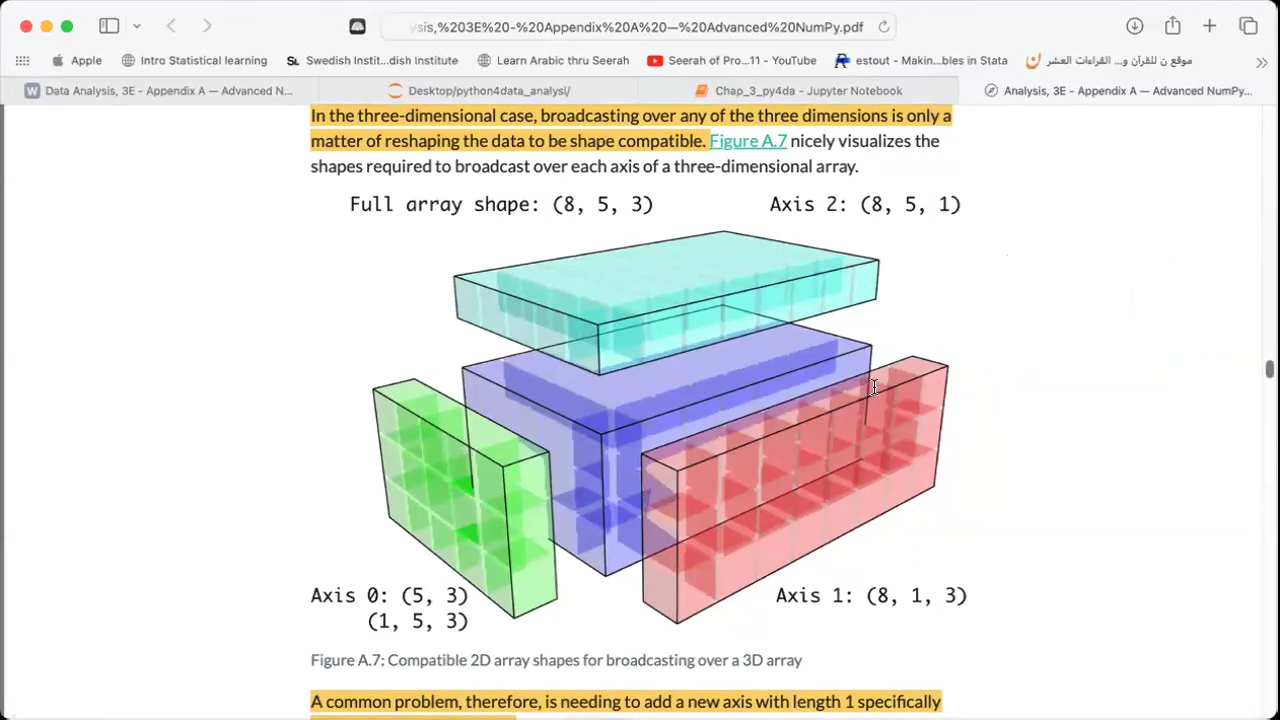 ysis,%203E%20-%20Appendix%20A%20—%20Advanced%20NumPy.pdf
Apple
Intro Statistical learning
Swedish Instit...dish Institute
Learn Arabic thru Seerah
Seerah of Pro...11 - YouTube
estout - Makin...bles in Stata
موقع ن للقرآن و... القراءات العشر
Data Analysis, 3E - Appendix A — Advanced N...
Desktop/python4data_analysi/
Chap_3_py4da - Jupyter Notebook
Analysis, 3E - Appendix A — Advanced NumPy...
In the three-dimensional case, broadcasting over any of the three dimensions is only a
matter of reshaping the data to be shape compatible. Figure A.7 nicely visualizes the
shapes required to broadcast over each axis of a three-dimensional array.
Full array shape: (8, 5, 3)
Axis 2: (8, 5, 1)
Axis 0: (5, 3)
(1, 5, 3)
Axis 1: (8, 1, 3)
Figure A.7: Compatible 2D array shapes for broadcasting over a 3D array
A common problem, therefore, is needing to add a new axis with length 1 specifically